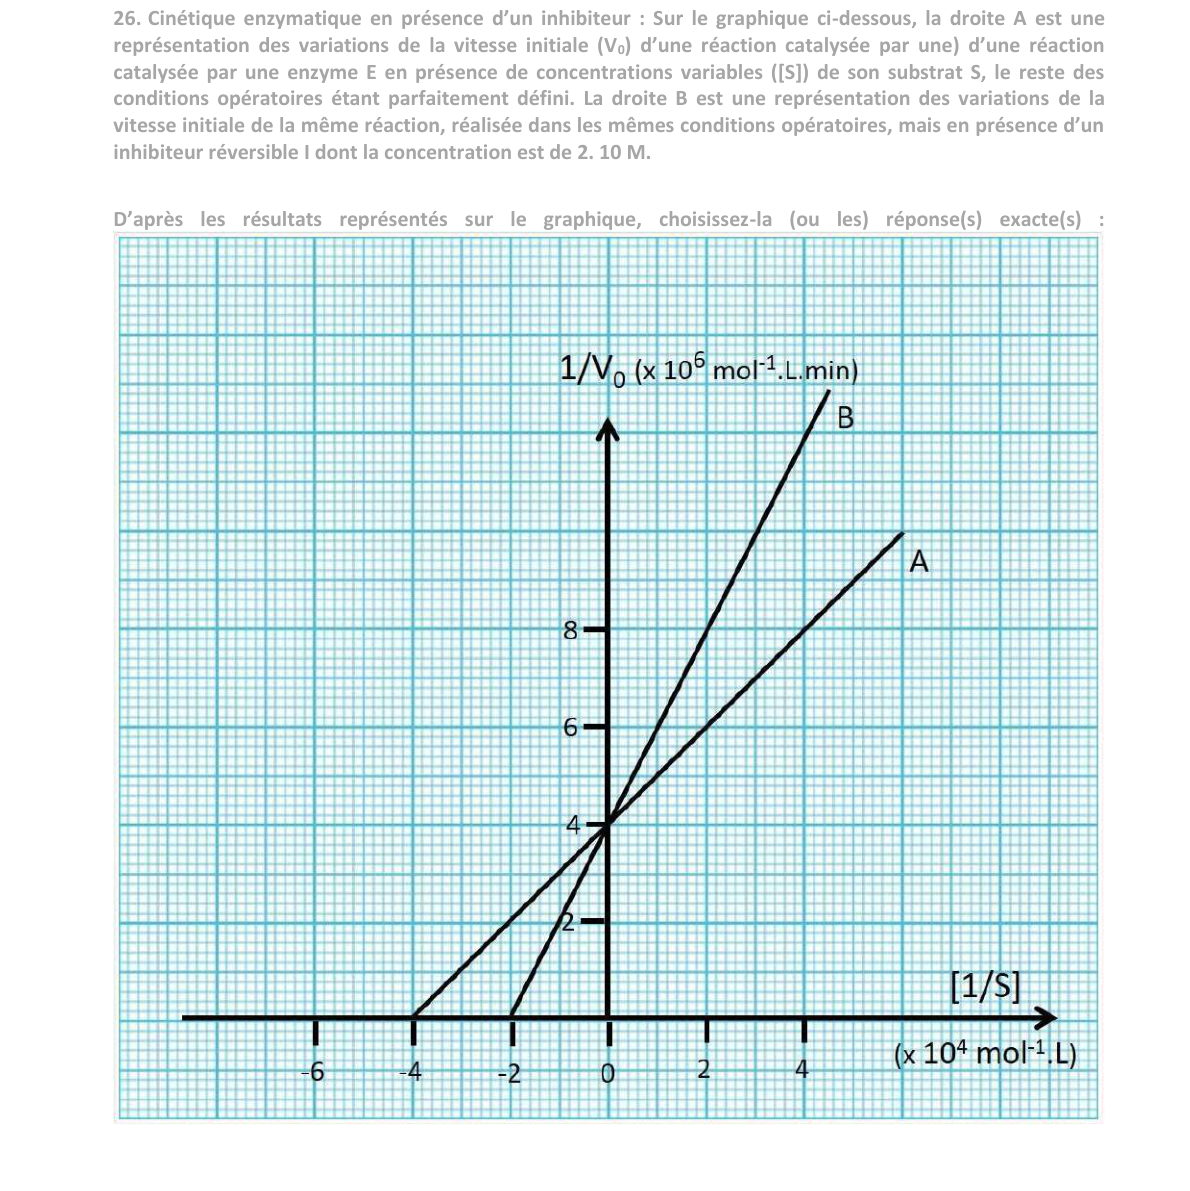 26. Cinétique enzymatique en présence d’un inhibiteur : Sur le graphique ci-dessous, la droite A est une
représentation des variations de la vitesse initiale (V₀) d’une réaction catalysée par une) d’une réaction
catalysée par une enzyme E en présence de concentrations variables ([S]) de son substrat S, le reste des
conditions opératoires étant parfaitement défini. La droite B est une représentation des variations de la
vitesse initiale de la même réaction, réalisée dans les mêmes conditions opératoires, mais en présence d’un
inhibiteur réversible I dont la concentration est de 2. 10 M.
D’après les résultats représentés sur le graphique, choisissez-la (ou les) réponse(s) exacte(s) :
1/V₀ (x 10⁶ mol⁻¹.L.min)
B
A
8
6
4
2
[1/S]
(x 10⁴ mol⁻¹.L)
-6 -4 -2 0 2 4